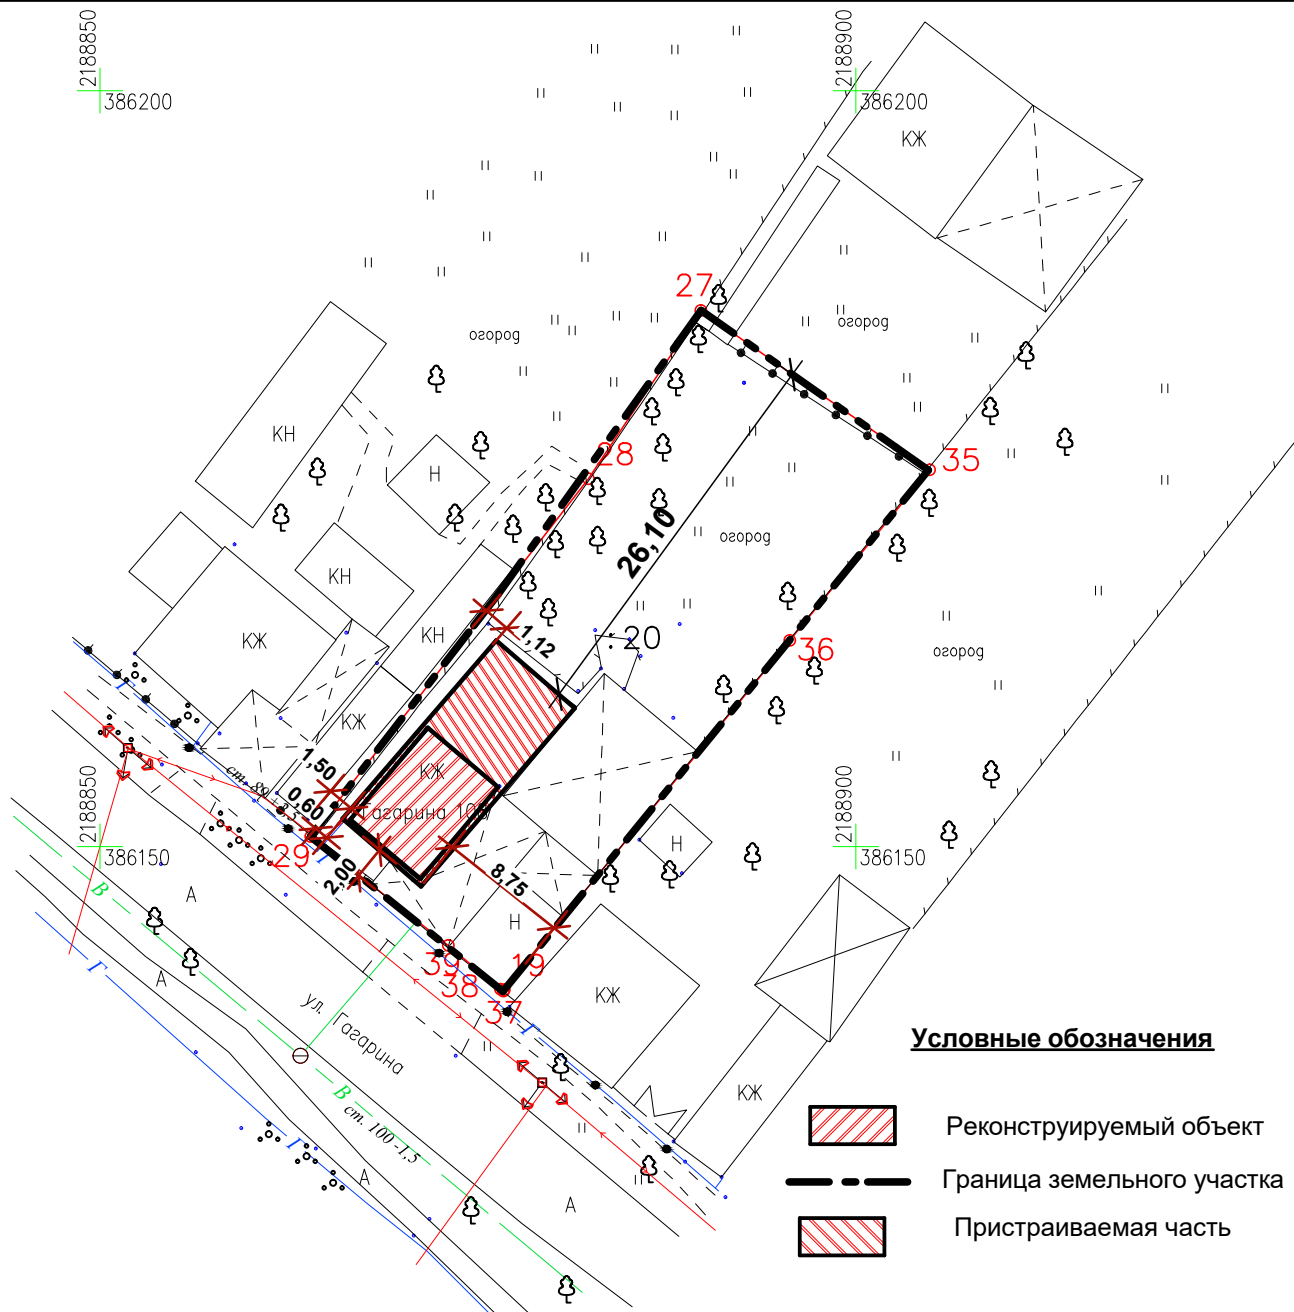 2188850
386200
2188900
386200
КЖ
27
огород
огород
28
35
КН
Н
26,10
огород
КН
КН
1,12
20
36
КЖ
огород
КЖ
1,50
КЖ
Г
ст. 80
0,60
Гагарина 108
2188850
386150
2188900
386150
29
Г
2,00
8,75
Н
Н
В
А
39
19
38
37
КЖ
Г
А
Г
ул. Гагарина
Условные обозначения
КЖ
В
ст. 100 -1,5
Реконструируемый объект
Г
А
Граница земельного участка
А
Пристраиваемая часть